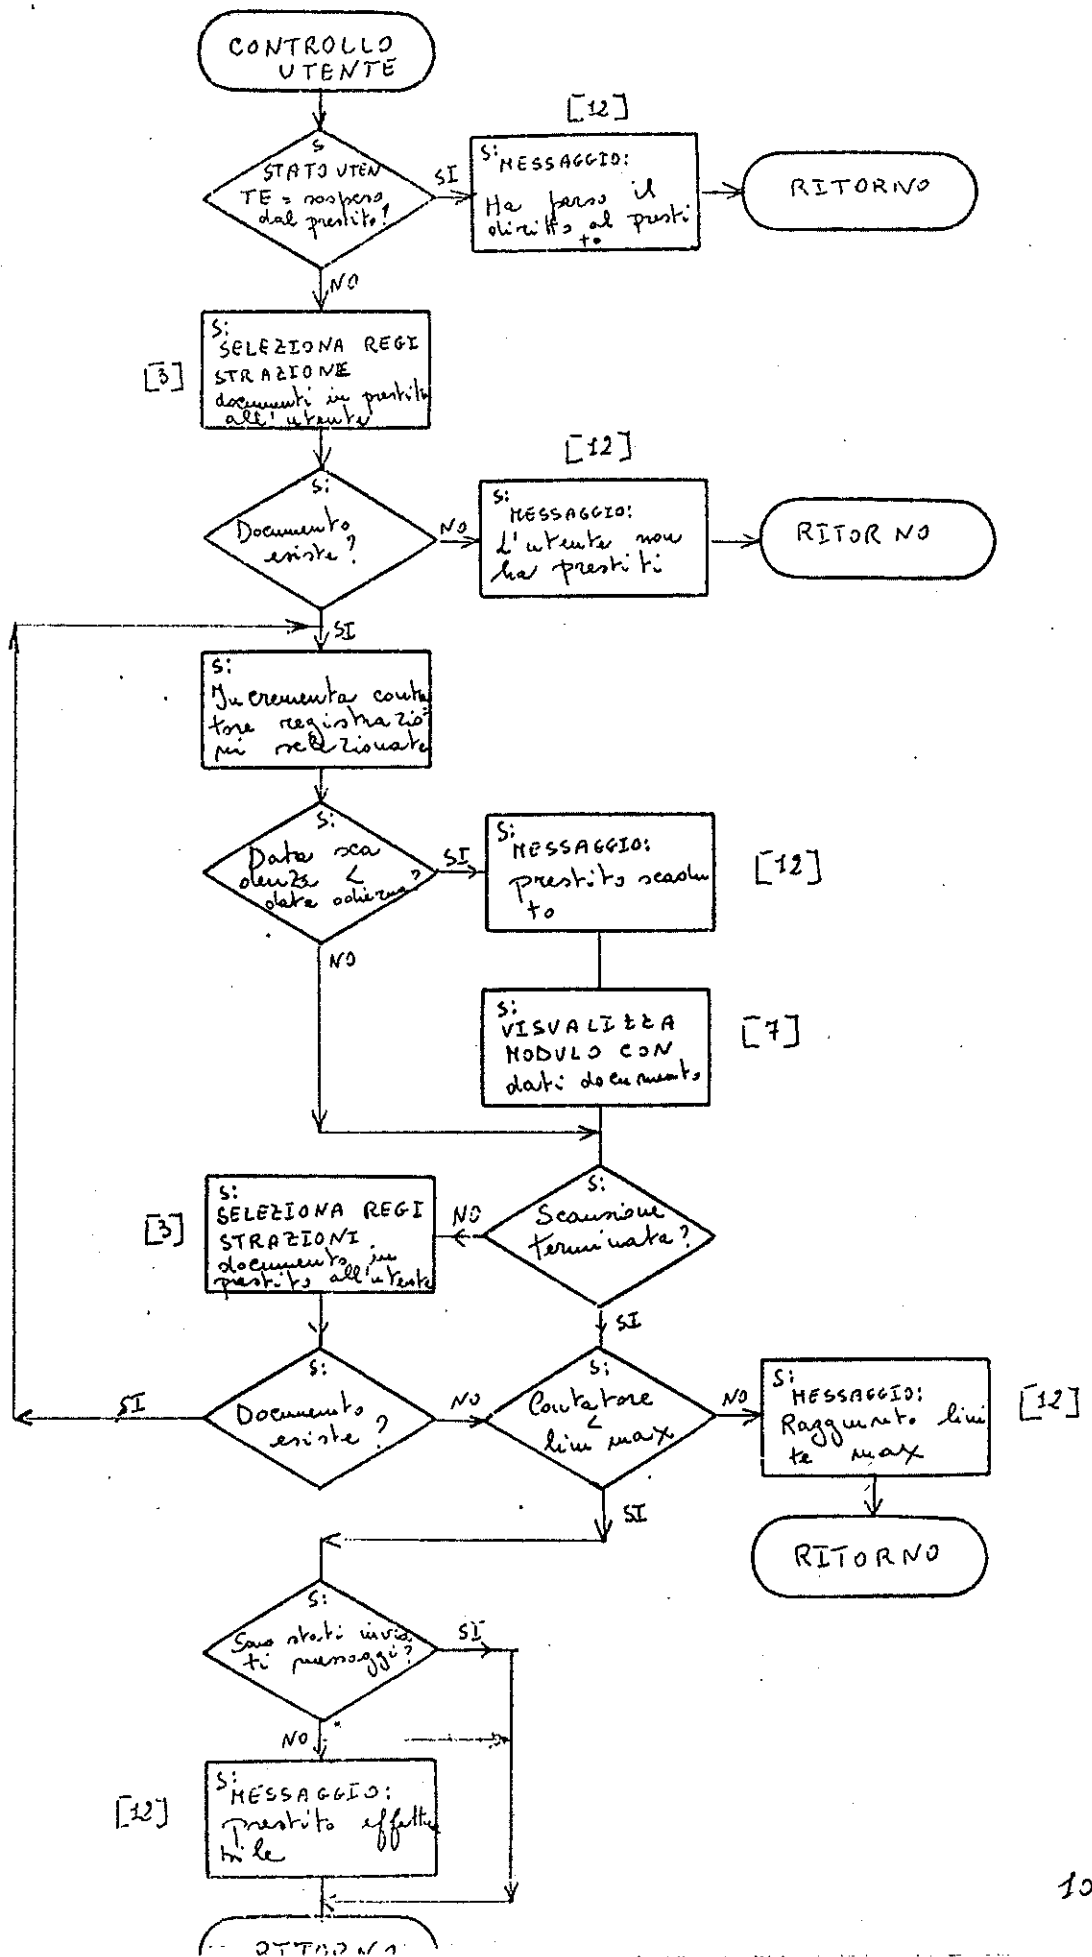 CONTROLLO
UTENTE
[12]
S
STATO UTEN
TE = sospeso
dal prestito?
SI
S:
MESSAGGIO:
Ha perso il
diritto al presti
to
RITORNO
NO
[3]
S:
SELEZIONA REGI
STRAZIONE
documenti in prestito
all'utente
[12]
S:
Documento
esiste?
NO
S:
MESSAGGIO:
L'utente non
ha prestiti
RITORNO
SI
S:
Incrementa conta
tore registrazio
ni selezionate
S:
Data sca
denza <
data odierna?
SI
S:
MESSAGGIO:
prestito scadu
to
[12]
NO
S:
VISUALIZZA
MODULO CON
dati documento
[7]
S:
Scansione
terminata?
NO
[3]
S:
SELEZIONA REGI
STRAZIONI
documento in
prestito all'utente
SI
S:
Documento
esiste?
SI
NO
S:
Contatore
<
lim max
NO
S:
MESSAGGIO:
Raggiunto limi
te max
[12]
SI
RITORNO
S:
Sono stati invia
ti messaggi?
SI
NO
[12]
S:
MESSAGGIO:
prestito effettua
bile
10
RITORNO